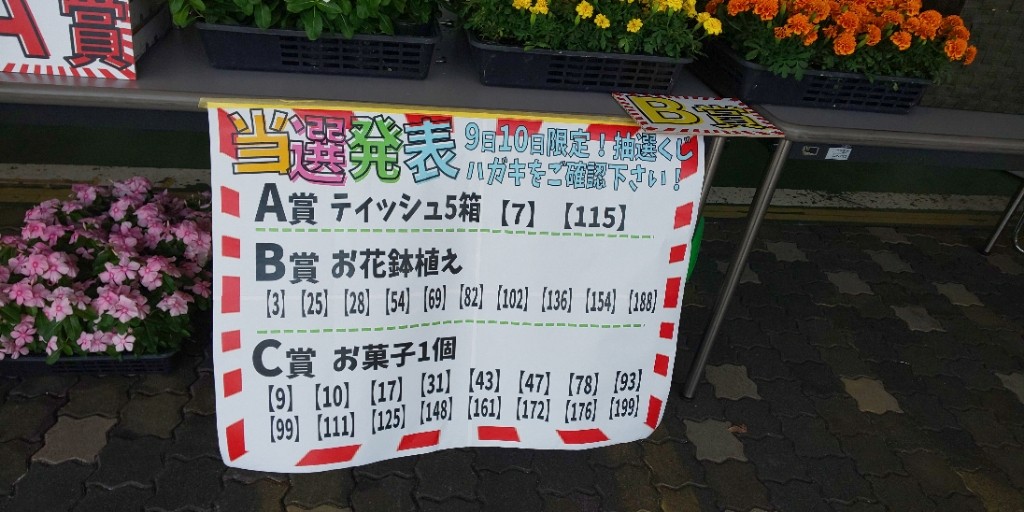 A賞
B賞
当選発表
9日10日限定！抽選くじ
ハガキをご確認下さい！
A賞 ティッシュ5箱 【7】 【115】
B賞 お花鉢植え
【3】 【25】 【28】 【54】 【69】 【82】 【102】 【136】 【154】 【188】
C賞 お菓子1個
【9】 【10】 【17】 【31】 【43】 【47】 【78】 【93】
【99】 【111】 【125】 【148】 【161】 【172】 【176】 【199】